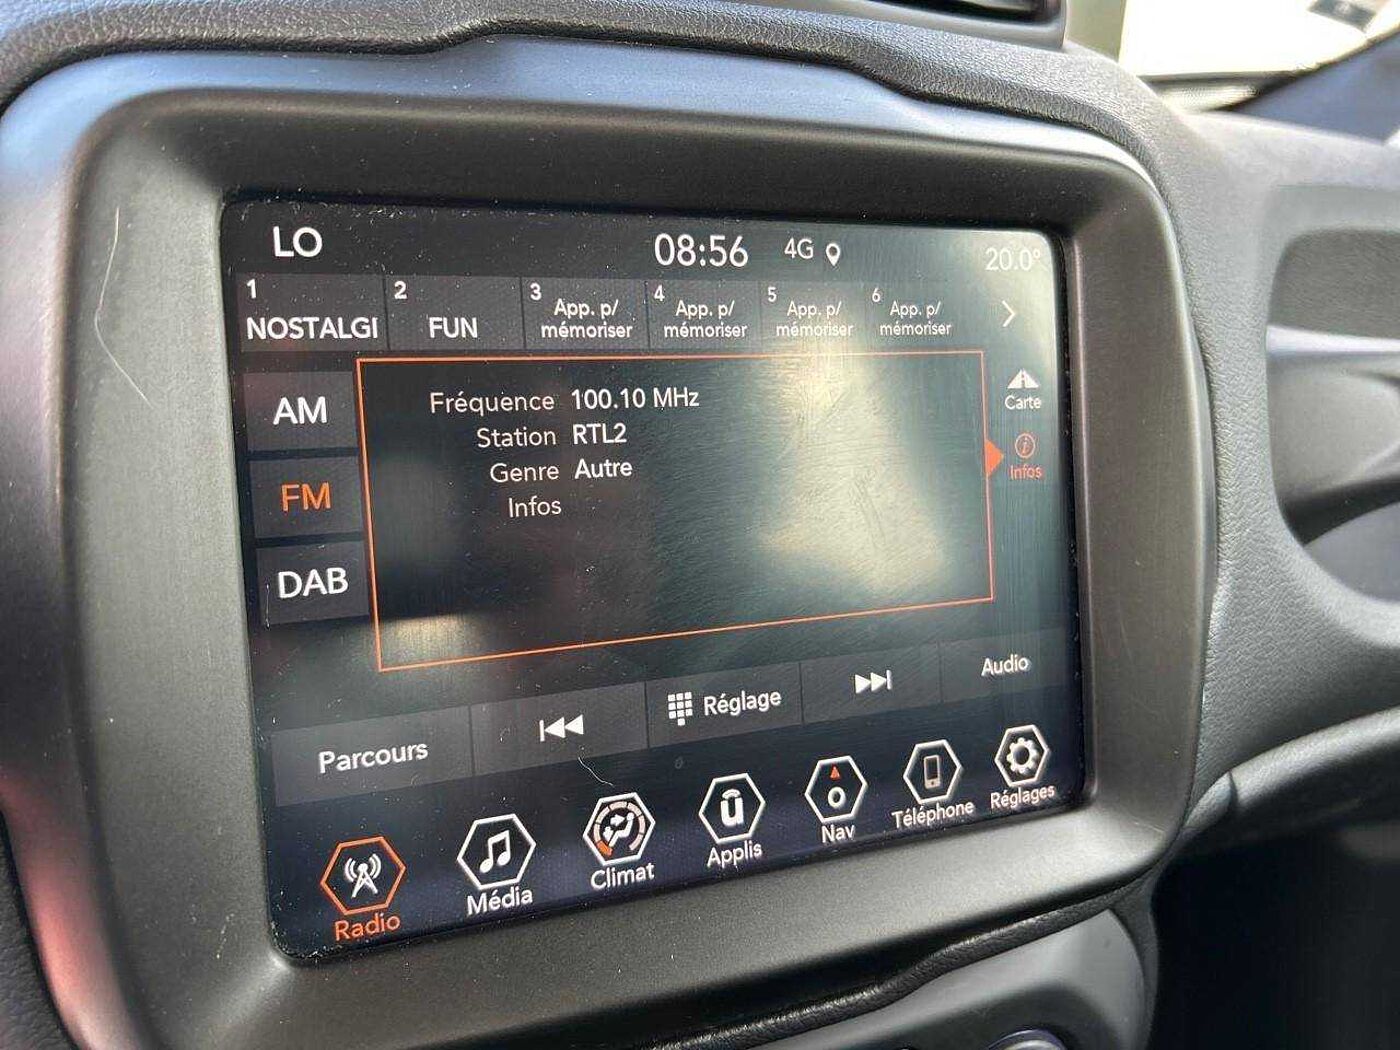 LO 08:56 4G 20.0°
1 2 3 4 5 6
NOSTALGI FUN App. p/ App. p/ App. p/ App. p/
mémoriser mémoriser mémoriser mémoriser
AM
FM
DAB
Fréquence 100.10 MHz
Station RTL2
Genre Autre
Infos
Carte
Infos
Parcours Réglage Audio
Radio Média Climat Applis Nav Téléphone Réglages